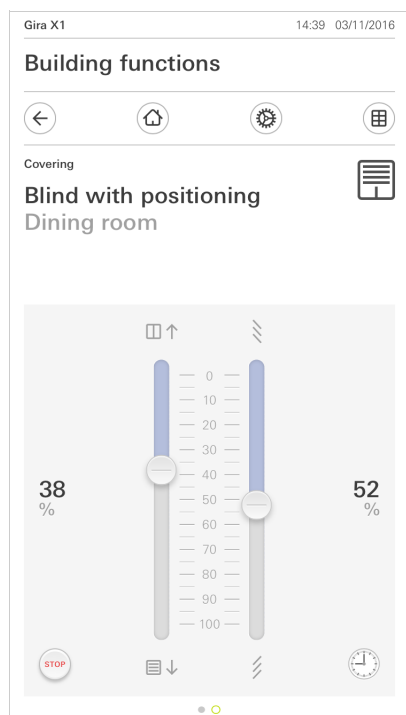 Gira X1 14:39 03/11/2016
Building functions
Covering
Blind with positioning
Dining room
0
10
20
30
40
50
60
70
80
90
100
38
%
52
%
STOP